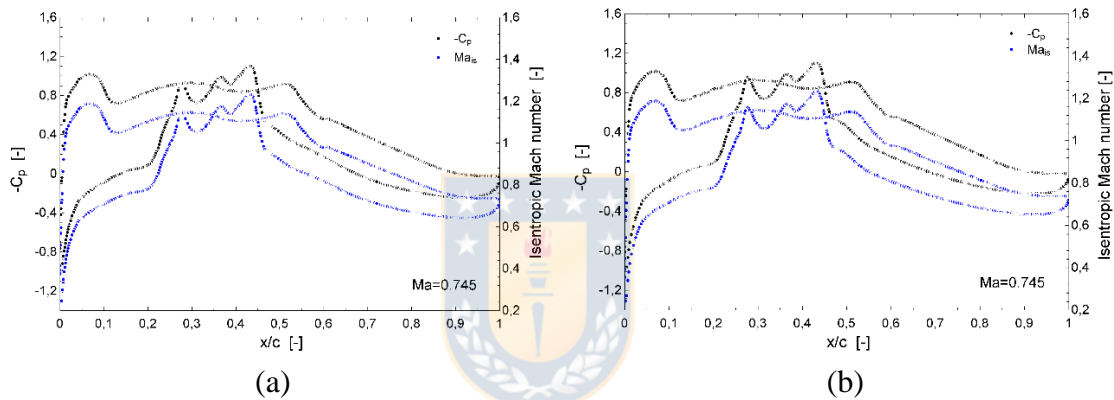 1,6
1,2
0,8
0,4
0
-0,4
-0,8
-1,2
-Cp [-]
1,6
1,4
1,2
1
0,8
0,6
0,4
0,2
Isentropic Mach number [-]
-Cp
Mais
Ma=0.745
0 0,1 0,2 0,3 0,4 0,5 0,6 0,7 0,8 0,9 1
x/c [-]
(a)
1,6
1,2
0,8
0,4
0
-0,4
-0,8
-1,2
-Cp [-]
1,6
1,4
1,2
1
0,8
0,6
0,4
0,2
Isentropic Mach number [-]
-Cp
Mais
Ma=0.745
0 0,1 0,2 0,3 0,4 0,5 0,6 0,7 0,8 0,9 1
x/c [-]
(b)